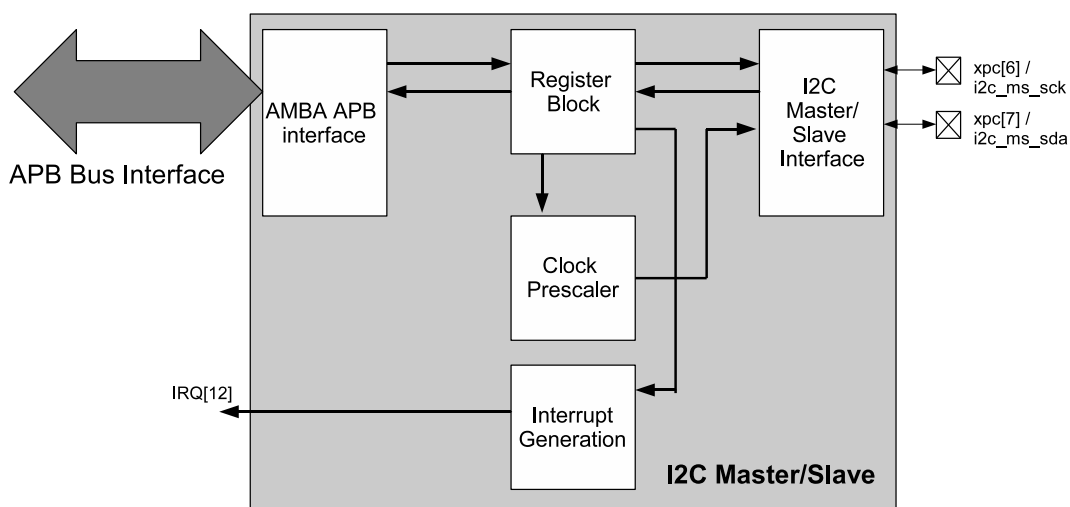 APB Bus Interface
AMBA APB
interface
Register
Block
I2C
Master/
Slave
Interface
xpc[6] /
i2c_ms_sck
xpc[7] /
i2c_ms_sda
Clock
Prescaler
IRQ[12]
Interrupt
Generation
I2C Master/Slave